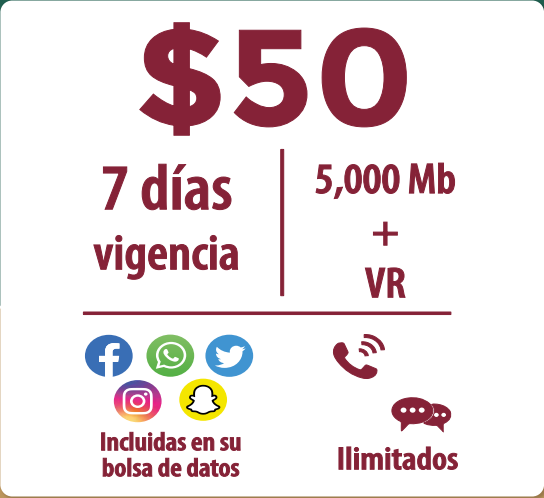 $50
7 días
vigencia
5,000 Mb
+
VR
Incluidas en su
bolsa de datos
Ilimitados